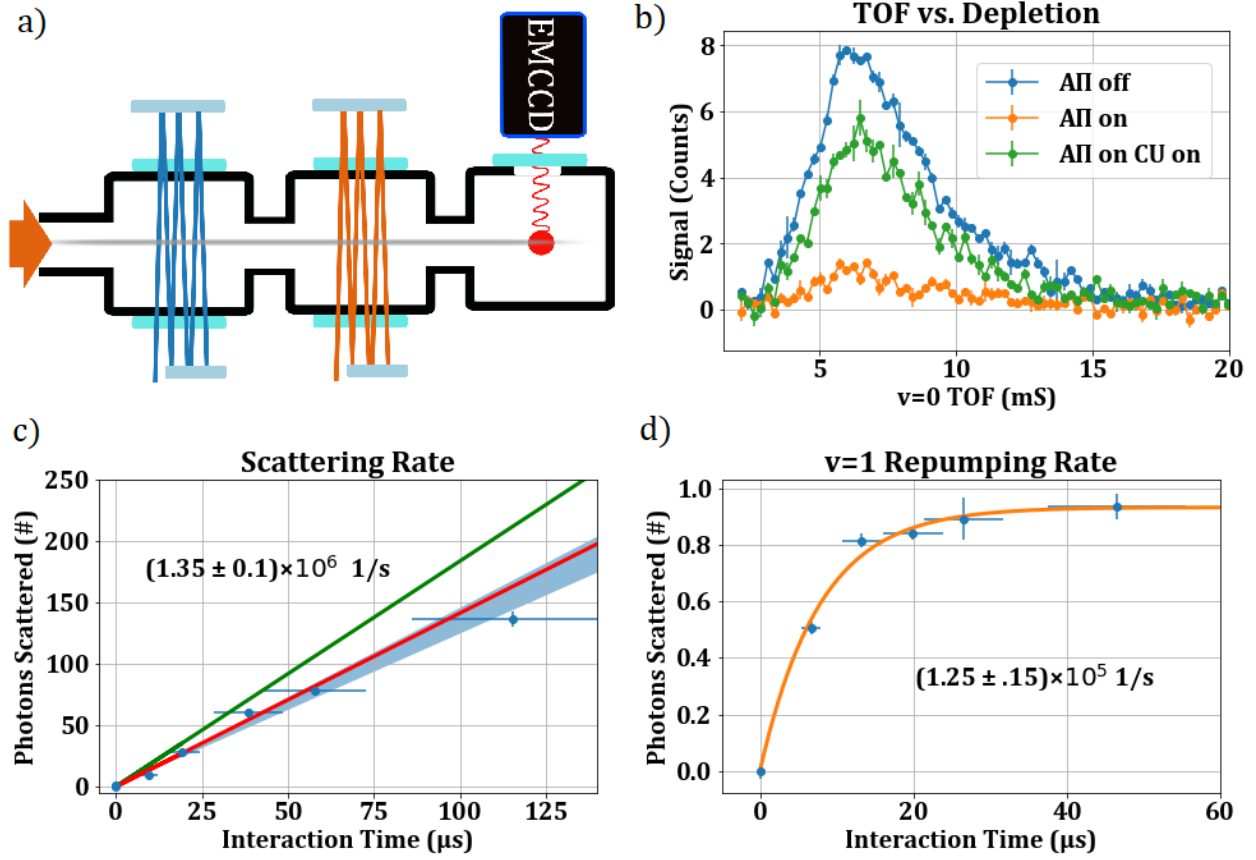 a)
EMCCD
b)
TOF vs. Depletion
8
6
4
2
0
Signal (Counts)
AΠ off
AΠ on
AΠ on CU on
5
10
15
20
v=0 TOF (mS)
c)
Scattering Rate
250
200
150
100
50
0
Photons Scattered (#)
(1.35 ± 0.1)×10⁶ 1/s
0
25
50
75
100
125
Interaction Time (μs)
d)
v=1 Repumping Rate
1.0
0.8
0.6
0.4
0.2
0.0
Photons Scattered (#)
(1.25 ± .15)×10⁵ 1/s
0
20
40
60
Interaction Time (μs)